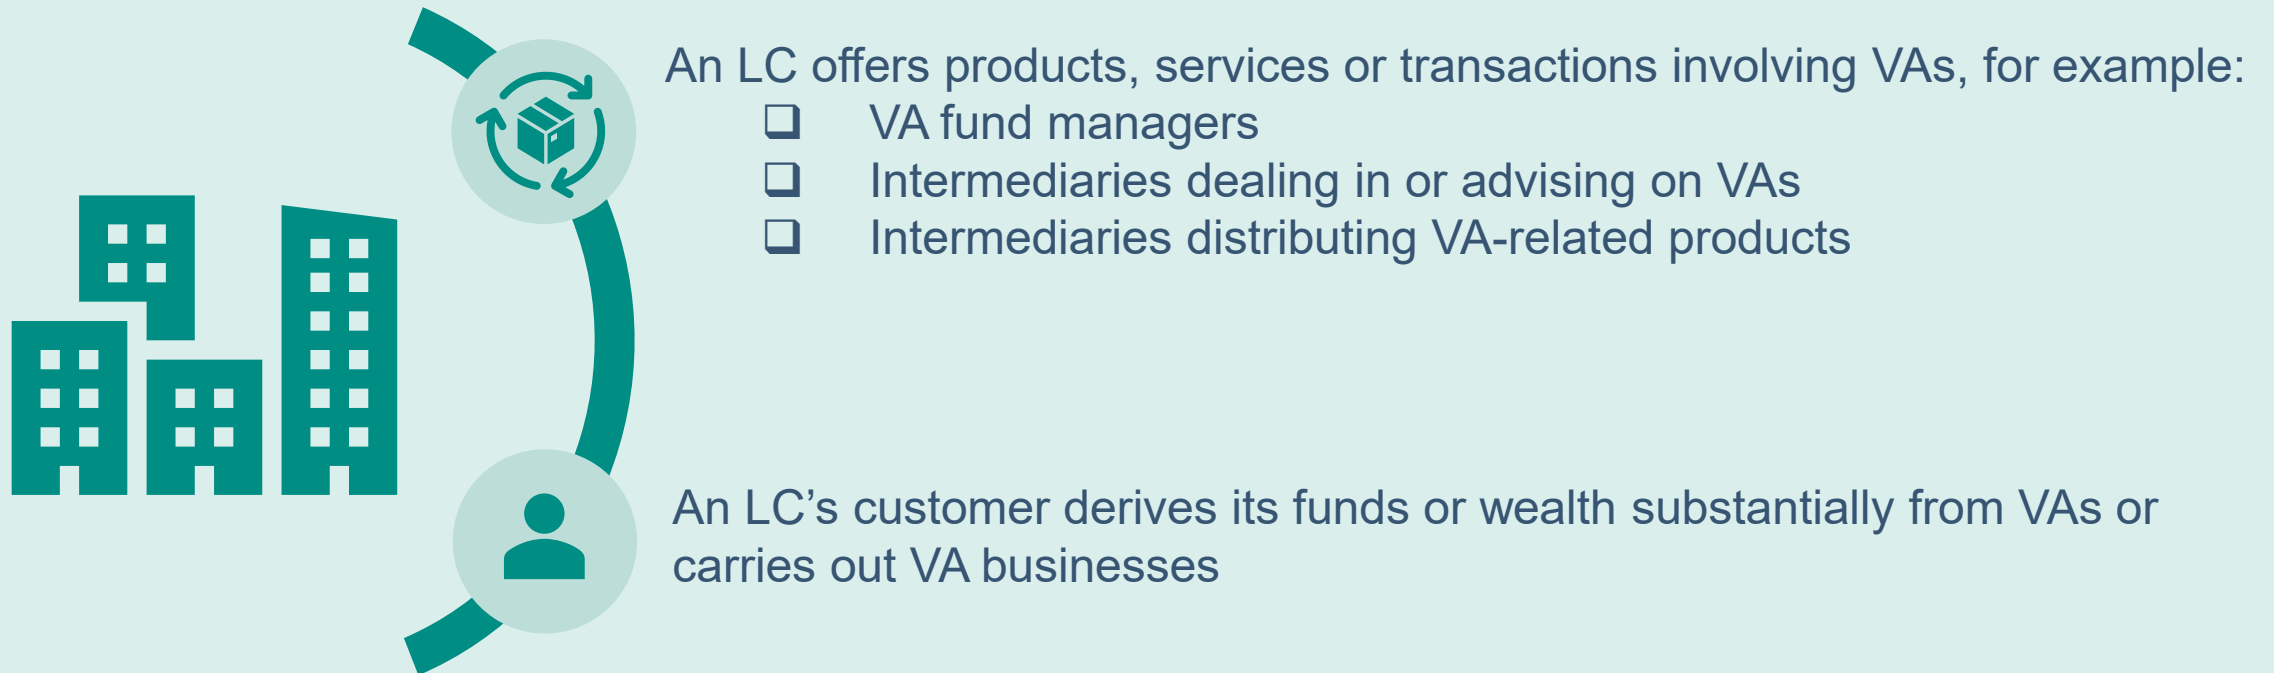 An LC offers products, services or transactions involving VAs, for example:
❑ VA fund managers
❑ Intermediaries dealing in or advising on VAs
❑ Intermediaries distributing VA-related products
An LC’s customer derives its funds or wealth substantially from VAs or
carries out VA businesses